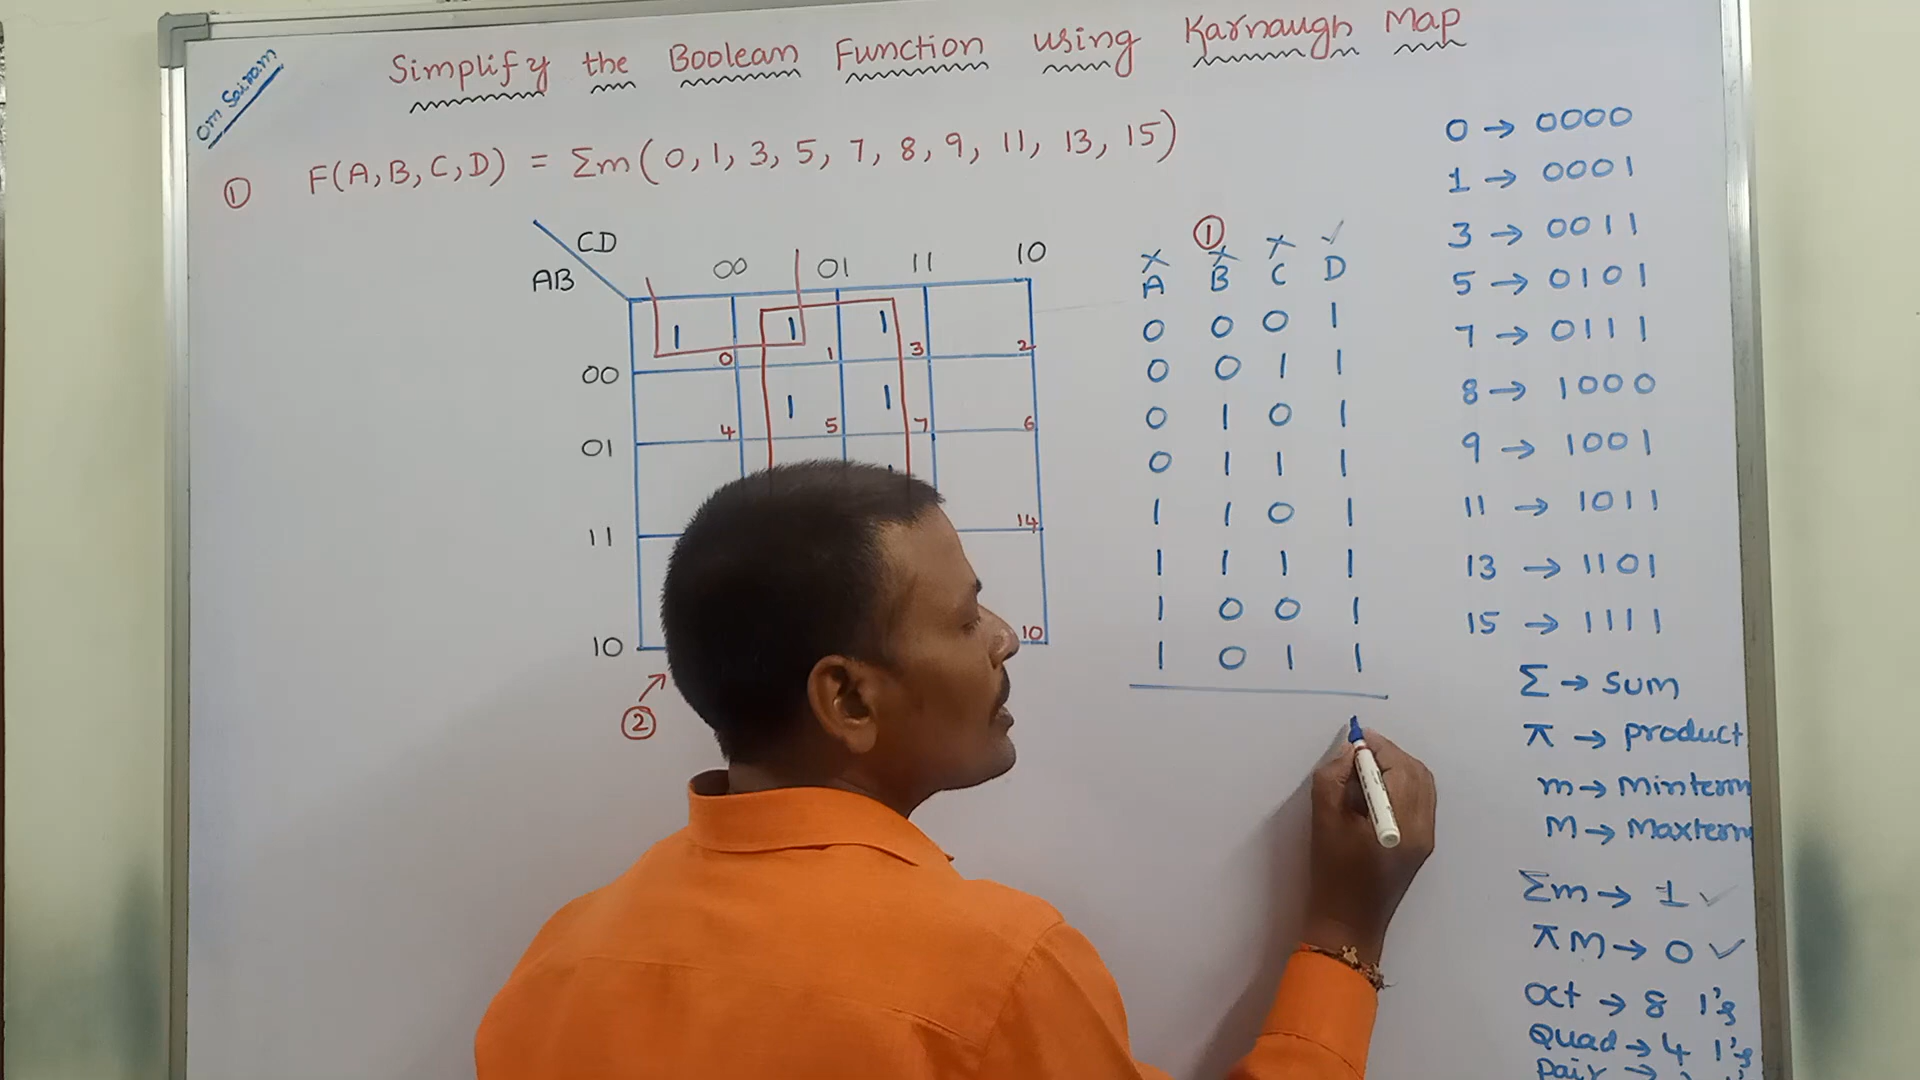 Om Sairam
Simplify the Boolean Function using Karnaugh Map
① F(A,B,C,D) = Σm(0,1,3,5,7,8,9,11,13,15)
CD
AB
00 01 11 10
1 1 1
0 1 3 2
00
1 1
4 5 7 6
01
14
11
10
10
②
①
× × × ✓
A B C D
0 0 0 1
0 0 1 1
0 1 0 1
0 1 1 1
1 1 0 1
1 1 1 1
1 0 0 1
1 0 1 1
0 → 0000
1 → 0001
3 → 0011
5 → 0101
7 → 0111
8 → 1000
9 → 1001
11 → 1011
13 → 1101
15 → 1111
Σ → sum
π → product
m → Minterm
M → Maxterm
Σm → 1 ✓
πM → 0 ✓
Oct → 8 1's
Quad → 4 1's
Pair →